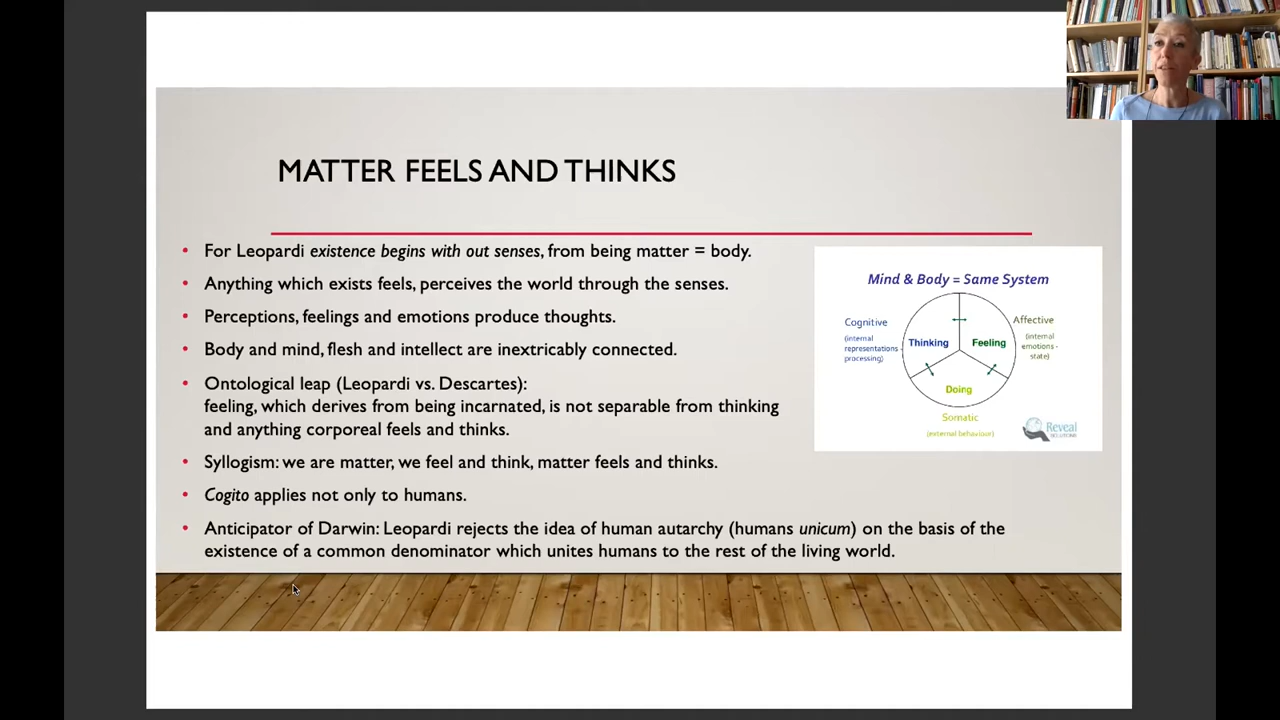 MATTER FEELS AND THINKS
• For Leopardi existence begins with out senses, from being matter = body.
• Anything which exists feels, perceives the world through the senses.
• Perceptions, feelings and emotions produce thoughts.
• Body and mind, flesh and intellect are inextricably connected.
• Ontological leap (Leopardi vs. Descartes):
feeling, which derives from being incarnated, is not separable from thinking
and anything corporeal feels and thinks.
• Syllogism: we are matter, we feel and think, matter feels and thinks.
• Cogito applies not only to humans.
• Anticipator of Darwin: Leopardi rejects the idea of human autarchy (humans unicum) on the basis of the
existence of a common denominator which unites humans to the rest of the living world.
Mind & Body = Same System
Cognitive
(internal
representations -
processing)
Thinking
Feeling
Affective
(internal
emotions -
state)
Doing
Somatic
(external behaviour)
Reveal
SOLUTIONS